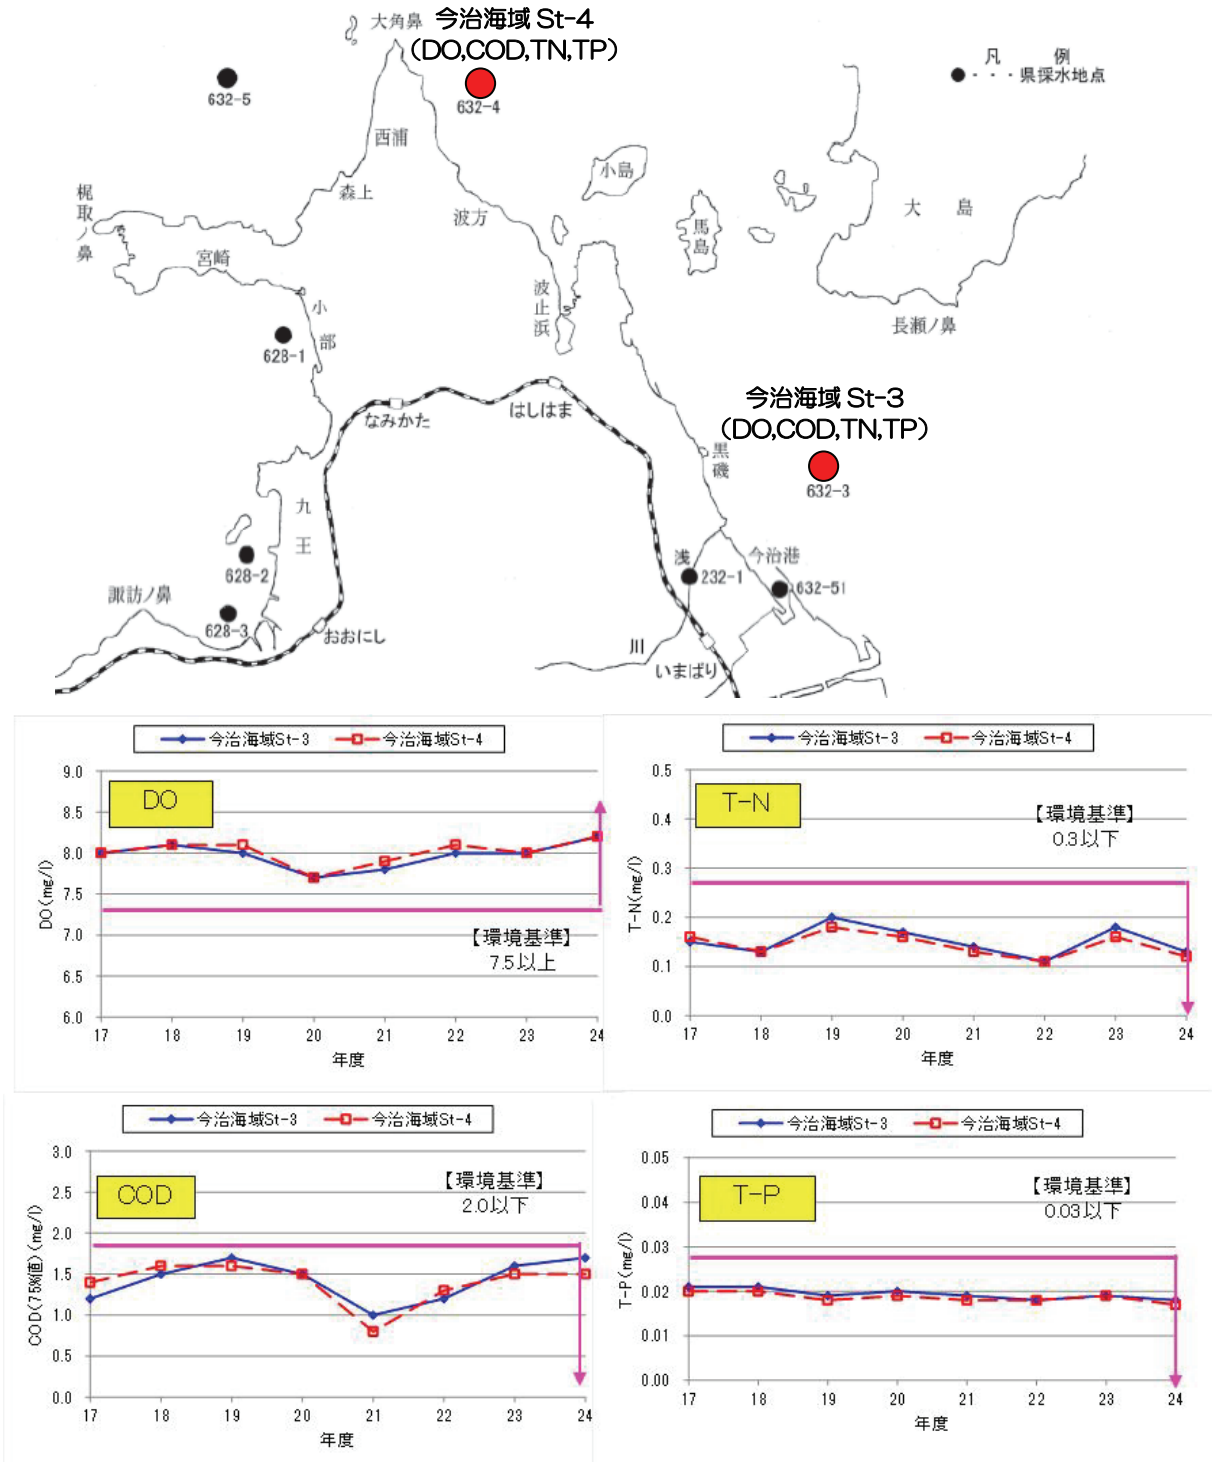 今治海域 St-4
(DO,COD,TN,TP)
大角鼻
632-5
632-4
凡 例
●・・・県採水地点
西浦
森上
小島
梶取ノ鼻
宮崎
波方
馬島
大島
小部
628-1
波止浜
長瀬ノ鼻
なみかた
はしはま
今治海域 St-3
(DO,COD,TN,TP)
黒磯
632-3
九王
628-2
浅
232-1
今治港
632-51
諏訪ノ鼻
628-3
おおにし
川
いまばり
今治海域St-3 今治海域St-4
DO
DO(mg/l)
9.0
8.5
8.0
7.5
7.0
6.5
6.0
【環境基準】
7.5以上
17 18 19 20 21 22 23 24
年度
今治海域St-3 今治海域St-4
T-N
T-N(mg/l)
0.5
0.4
0.3
0.2
0.1
0.0
【環境基準】
0.3以下
17 18 19 20 21 22 23 24
年度
今治海域St-3 今治海域St-4
COD
COD(75%値)(mg/l)
3.0
2.5
2.0
1.5
1.0
0.5
0.0
【環境基準】
2.0以下
17 18 19 20 21 22 23 24
年度
今治海域St-3 今治海域St-4
T-P
T-P(mg/l)
0.05
0.04
0.03
0.02
0.01
0.00
【環境基準】
0.03以下
17 18 19 20 21 22 23 24
年度